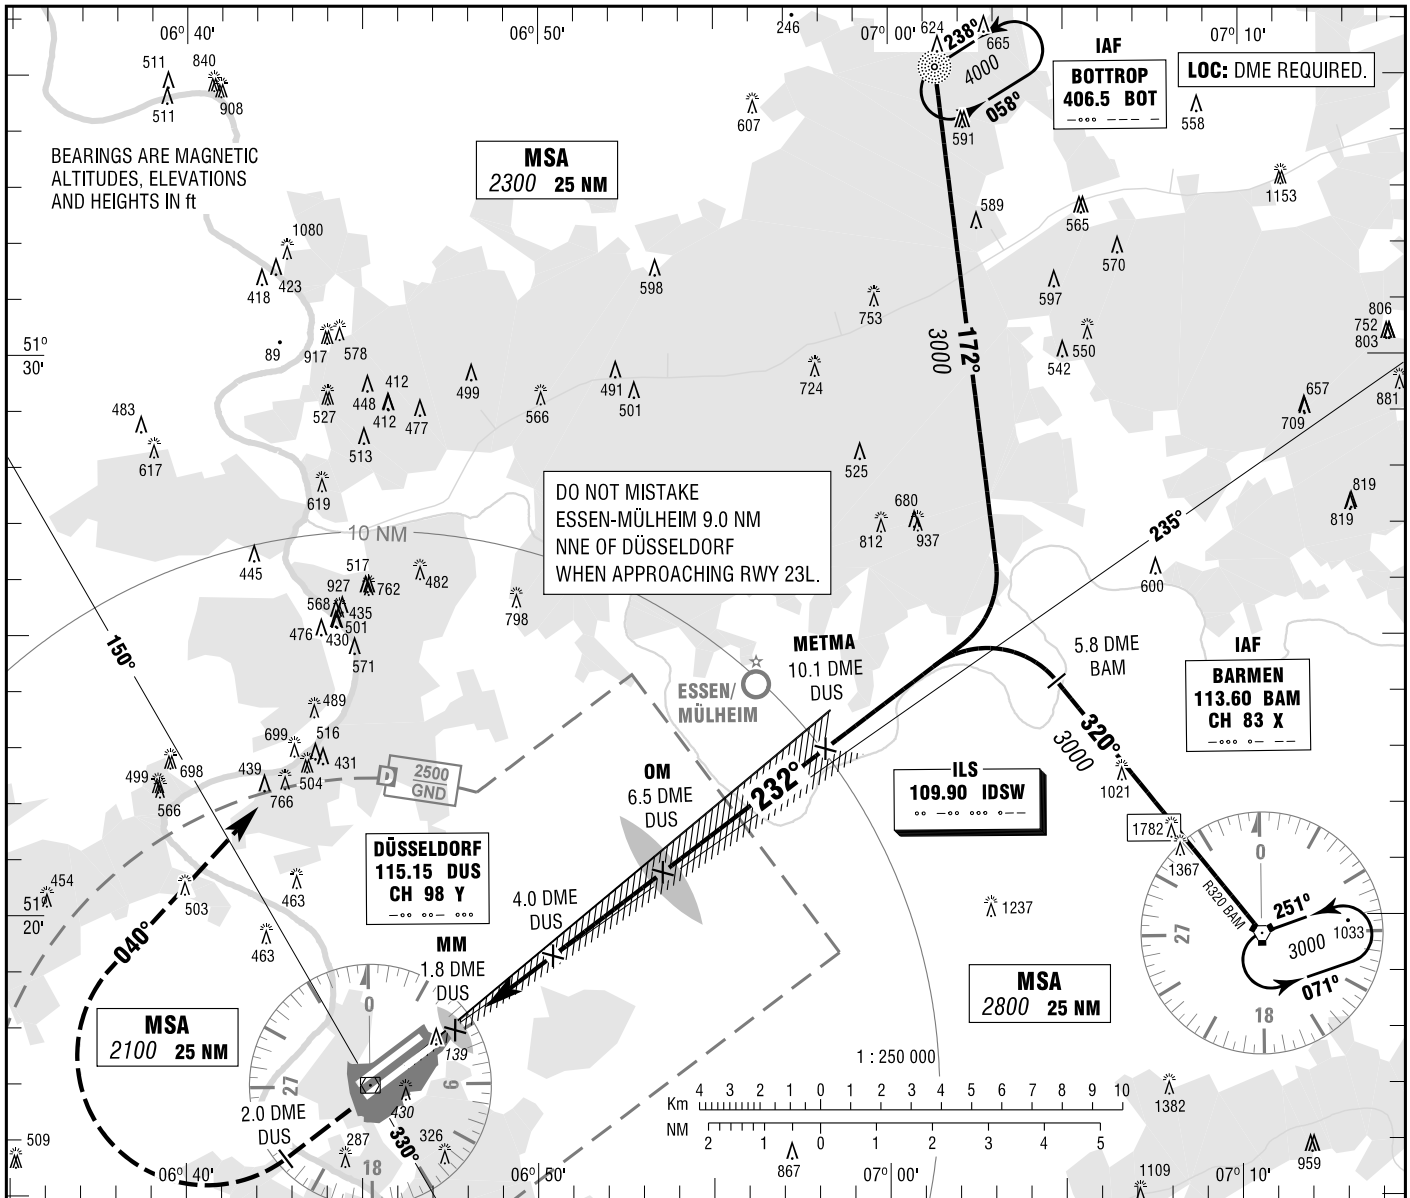 06° 40'
06° 50'
246
07° 00'
624
238°
665
4000
058°
591
IAF
BOTTROP
406.5 BOT
07° 10'
LOC: DME REQUIRED.
558
511
840
511
908
607
BEARINGS ARE MAGNETIC
ALTITUDES, ELEVATIONS
AND HEIGHTS IN ft
MSA
2300 25 NM
1153
589
565
570
1080
423
418
598
597
753
550
542
806
752
803
51°
30'
89
917
578
172°
3000
724
881
657
709
412
448
412
499
491
501
566
527
477
513
483
617
525
619
819
819
DO NOT MISTAKE
ESSEN-MÜLHEIM 9.0 NM
NNE OF DÜSSELDORF
WHEN APPROACHING RWY 23L.
680
812
937
235°
10 NM
445
517
762
482
927
568
435
501
476
430
571
798
600
150°
METMA
10.1 DME
DUS
5.8 DME
BAM
IAF
BARMEN
113.60 BAM
CH 83 X
ESSEN/
MÜLHEIM
489
699
516
431
504
698
499
566
439
766
D
2500
GND
320°
3000
1021
OM
6.5 DME
DUS
232°
ILS
109.90 IDSW
1782
1367
R320 BAM
0
27
18
251°
1033
3000
071°
DÜSSELDORF
115.15 DUS
CH 98 Y
454
51°
20'
503
463
463
040°
4.0 DME
DUS
1237
MM
1.8 DME
DUS
MSA
2800 25 NM
MSA
2100 25 NM
0
27
6
18
139
430
330°
2.0 DME
DUS
287
326
509
1 : 250 000
Km
4 3 2 1 0 1 2 3 4 5 6 7 8 9 10
NM
2 1 0 1 2 3 4 5
867
1382
959
1109
06° 40'
06° 50'
07° 00'
07° 10'